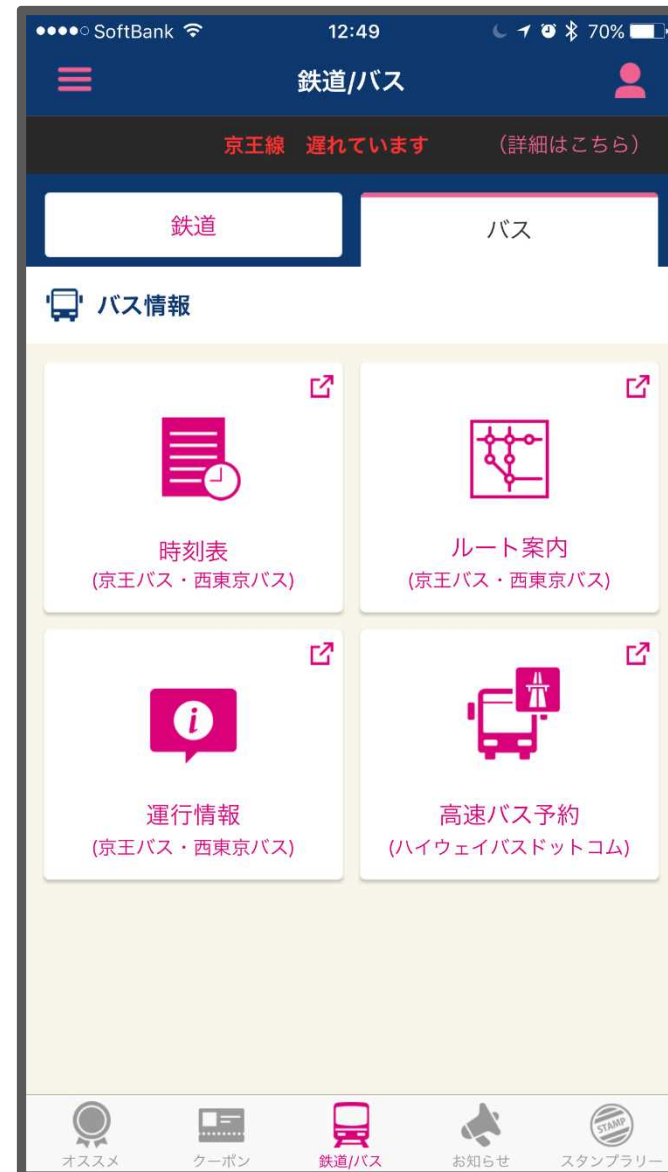 SoftBank 12:49 70%
鉄道/バス
京王線 遅れています (詳細はこちら)
鉄道 バス
バス情報
時刻表
(京王バス・西東京バス)
ルート案内
(京王バス・西東京バス)
i
運行情報
(京王バス・西東京バス)
高速バス予約
(ハイウェイバスドットコム)
STAMP
オススメ クーポン 鉄道/バス お知らせ スタンプラリー